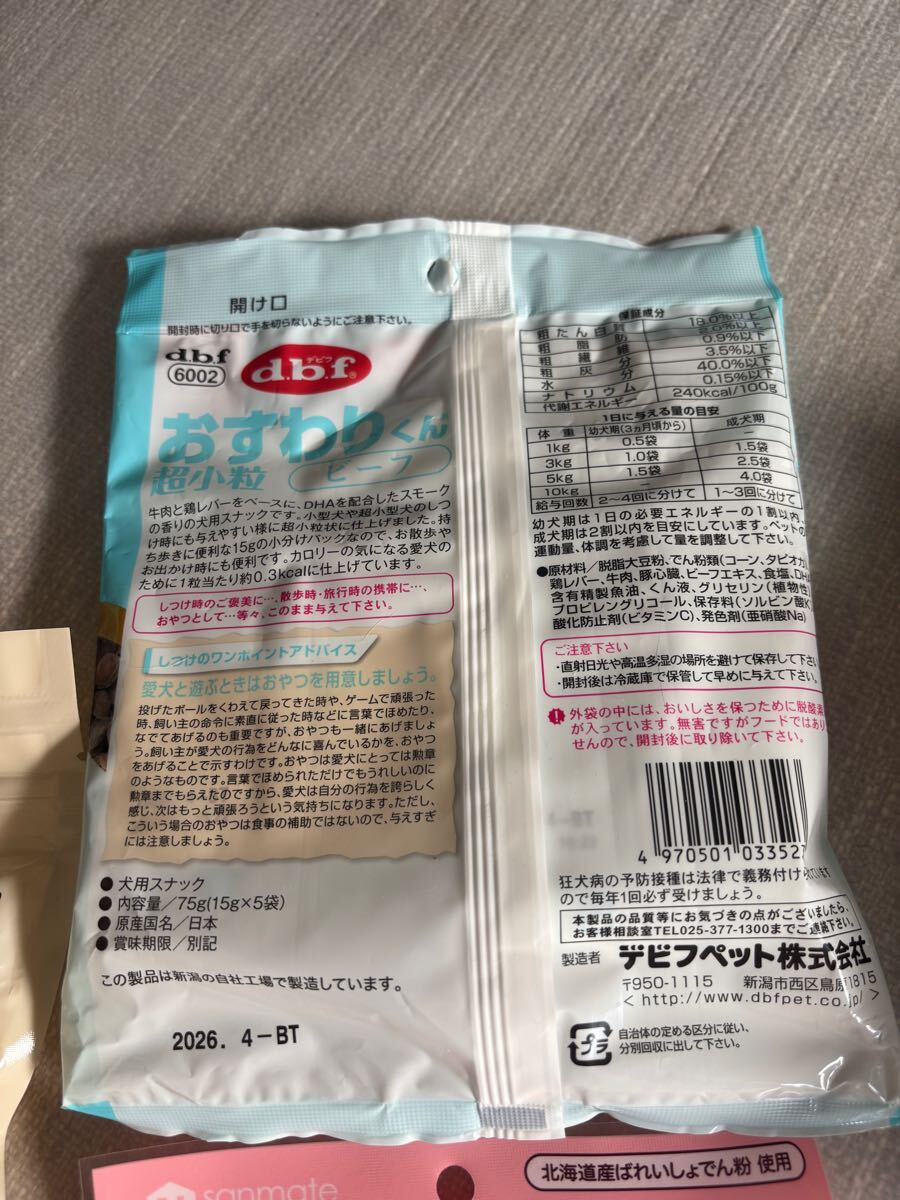 開け口
開封時に切り口で手を切らないようにご注意下さい。
d.b.f
6002
デビフ
d.b.f®
おすわりくん
超小粒 ビーフ
牛肉と鶏レバーをベースに、DHAを配合したスモーク
の香りの犬用スナックです。小型犬や超小型犬のしつ
け時にも与えやすい様に超小粒状に仕上げました。持
ち歩きに便利な15gの小分けパックなので、お散歩や
お出かけ時にも便利です。カロリーの気になる愛犬の
ために1粒当たり約0.3kcalに仕上げています。
しつけ時のご褒美に…、散歩時・旅行時の携帯に…、
おやつとして…等々、このまま与えて下さい。
しつけのワンポイントアドバイス
愛犬と遊ぶときはおやつを用意しましょう。
投げたボールをくわえて戻ってきた時や、ゲームで頑張った
時、飼い主の命令に素直に従った時などに言葉でほめたり、
なでてあげるのも重要ですが、おやつも一緒にあげましょ
う。飼い主が愛犬の行為をどんなに喜んでいるかを、おやつ
をあげることで示すわけです。おやつは愛犬にとっては勲章
のようなものです。言葉でほめられただけでもうれしいのに
勲章までもらえたのですから、愛犬は自分の行為を誇らしく
感じ、次はもっと頑張ろうという気持ちになります。ただし、
こういう場合のおやつは食事の補助ではないので、与えすぎ
には注意しましょう。
●犬用スナック
●内容量／75g(15g×5袋)
●原産国名／日本
●賞味期限／別記
この製品は新潟の自社工場で製造しています。
2026. 4-BT
保証成分
粗たん白質 18.0%以上
粗脂肪 2.0%以上
粗繊維 0.9%以下
粗灰分 3.5%以下
水分 40.0%以下
ナトリウム 0.15%以下
代謝エネルギー 240kcal/100g
1日に与える量の目安
体重 幼犬期(3ヵ月頃から) 成犬期
1kg 0.5袋 －
3kg 1.0袋 1.5袋
5kg 1.5袋 2.5袋
10kg － 4.0袋
給与回数 2～4回に分けて 1～3回に分けて
幼犬期は1日の必要エネルギーの1割以内、
成犬期は2割以内を目安にしています。ペットの
運動量、体調を考慮して量を調整して下さい。
●原材料／脱脂大豆粉、でん粉類(コーン、タピオカ)
鶏レバー、牛肉、豚心臓、ビーフエキス、食塩、DHA
含有精製魚油、くん液、グリセリン(植物性)
プロピレングリコール、保存料(ソルビン酸K)
酸化防止剤(ビタミンC)、発色剤(亜硝酸Na)
ご注意下さい
・直射日光や高温多湿の場所を避けて保存して下さい
・開封後は冷蔵庫で保管して早めに与えて下さい。
外袋の中には、おいしさを保つために脱酸素
が入っています。無害ですがフードではあり
せんので、開封後に取り除いて下さい。
4 970501 033527
狂犬病の予防接種は法律で義務付けられています
ので毎年1回必ず受けましょう。
本製品の品質等にお気づきの点がございましたら、
お客様相談室TEL025-377-1300までご連絡下さい。
製造者 デビフペット株式会社
〒950-1115 新潟市西区鳥原1815
<http://www.dbfpet.co.jp/>
プラ
自治体の定める区分に従い、
分別回収に出して下さい。
sanmate
北海道産ばれいしょでん粉 使用